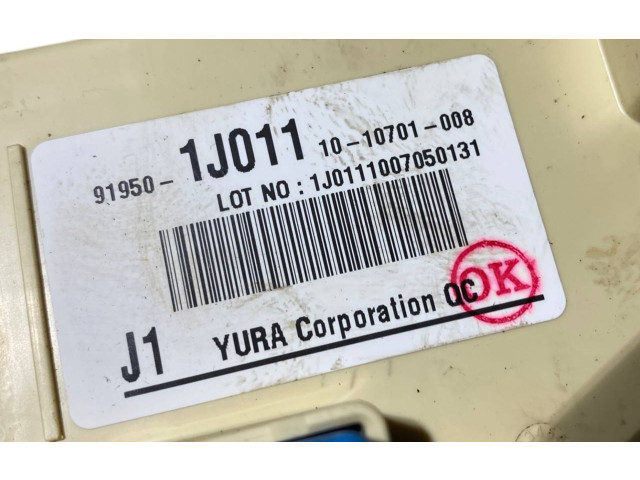 91950-1J011 10-10701-008
LOT NO : 1J0111007050131
J1 YURA Corporation QC
OK